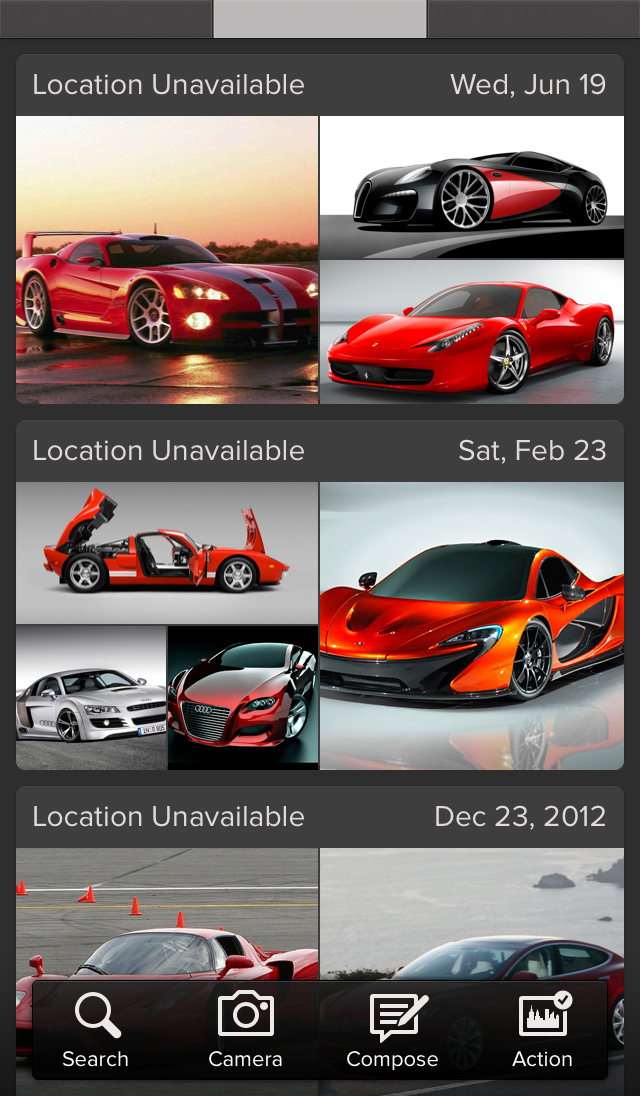 Location Unavailable Wed, Jun 19
Location Unavailable Sat, Feb 23
Location Unavailable Dec 23, 2012
Search Camera Compose Action